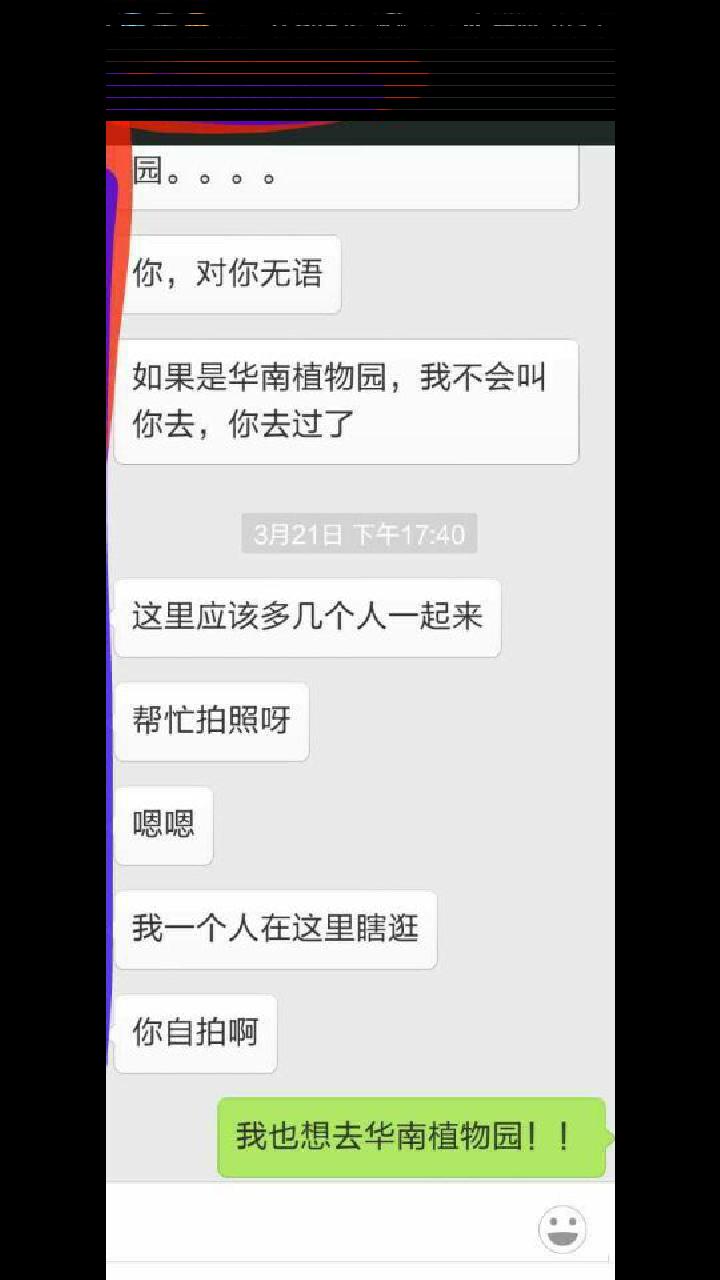 园。。。。
你，对你无语
如果是华南植物园，我不会叫
你去，你去过了
3月21日 下午17:40
这里应该多几个人一起来
帮忙拍照呀
嗯嗯
我一个人在这里瞎逛
你自拍啊
我也想去华南植物园！！